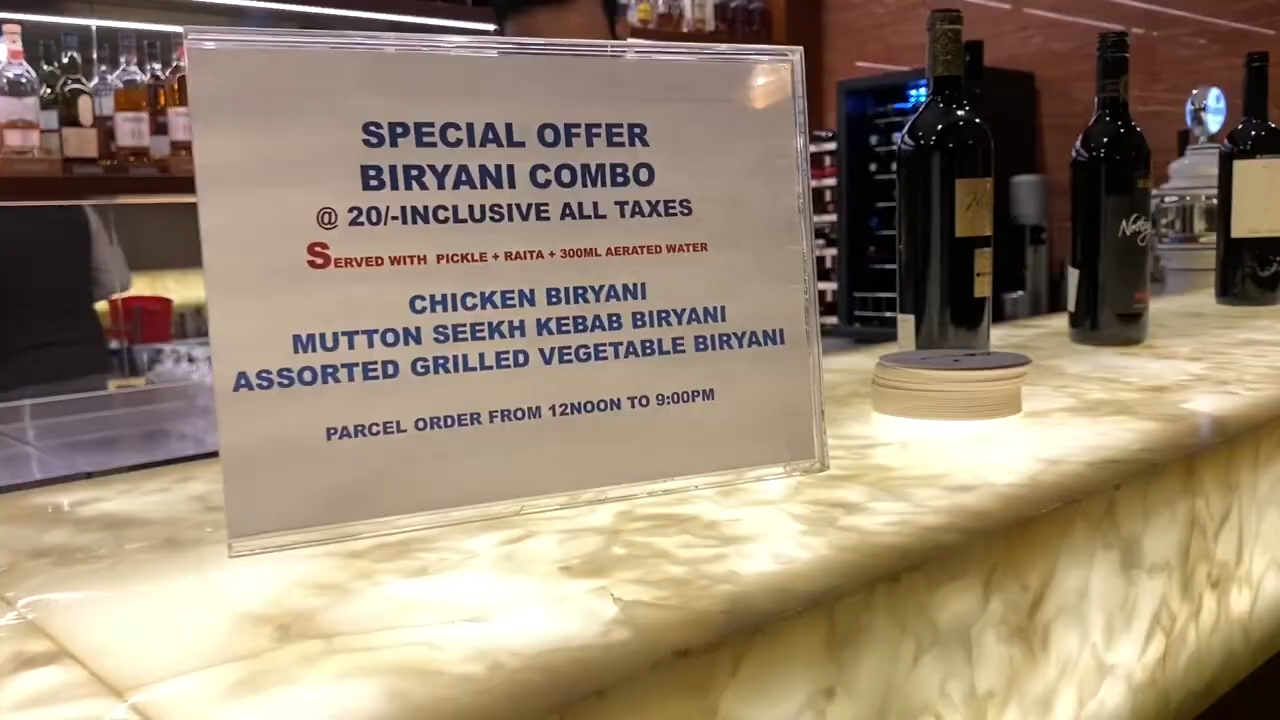 SPECIAL OFFER
BIRYANI COMBO
@ 20/-INCLUSIVE ALL TAXES
SERVED WITH PICKLE + RAITA + 300ML AERATED WATER
CHICKEN BIRYANI
MUTTON SEEKH KEBAB BIRYANI
ASSORTED GRILLED VEGETABLE BIRYANI
PARCEL ORDER FROM 12NOON TO 9:00PM